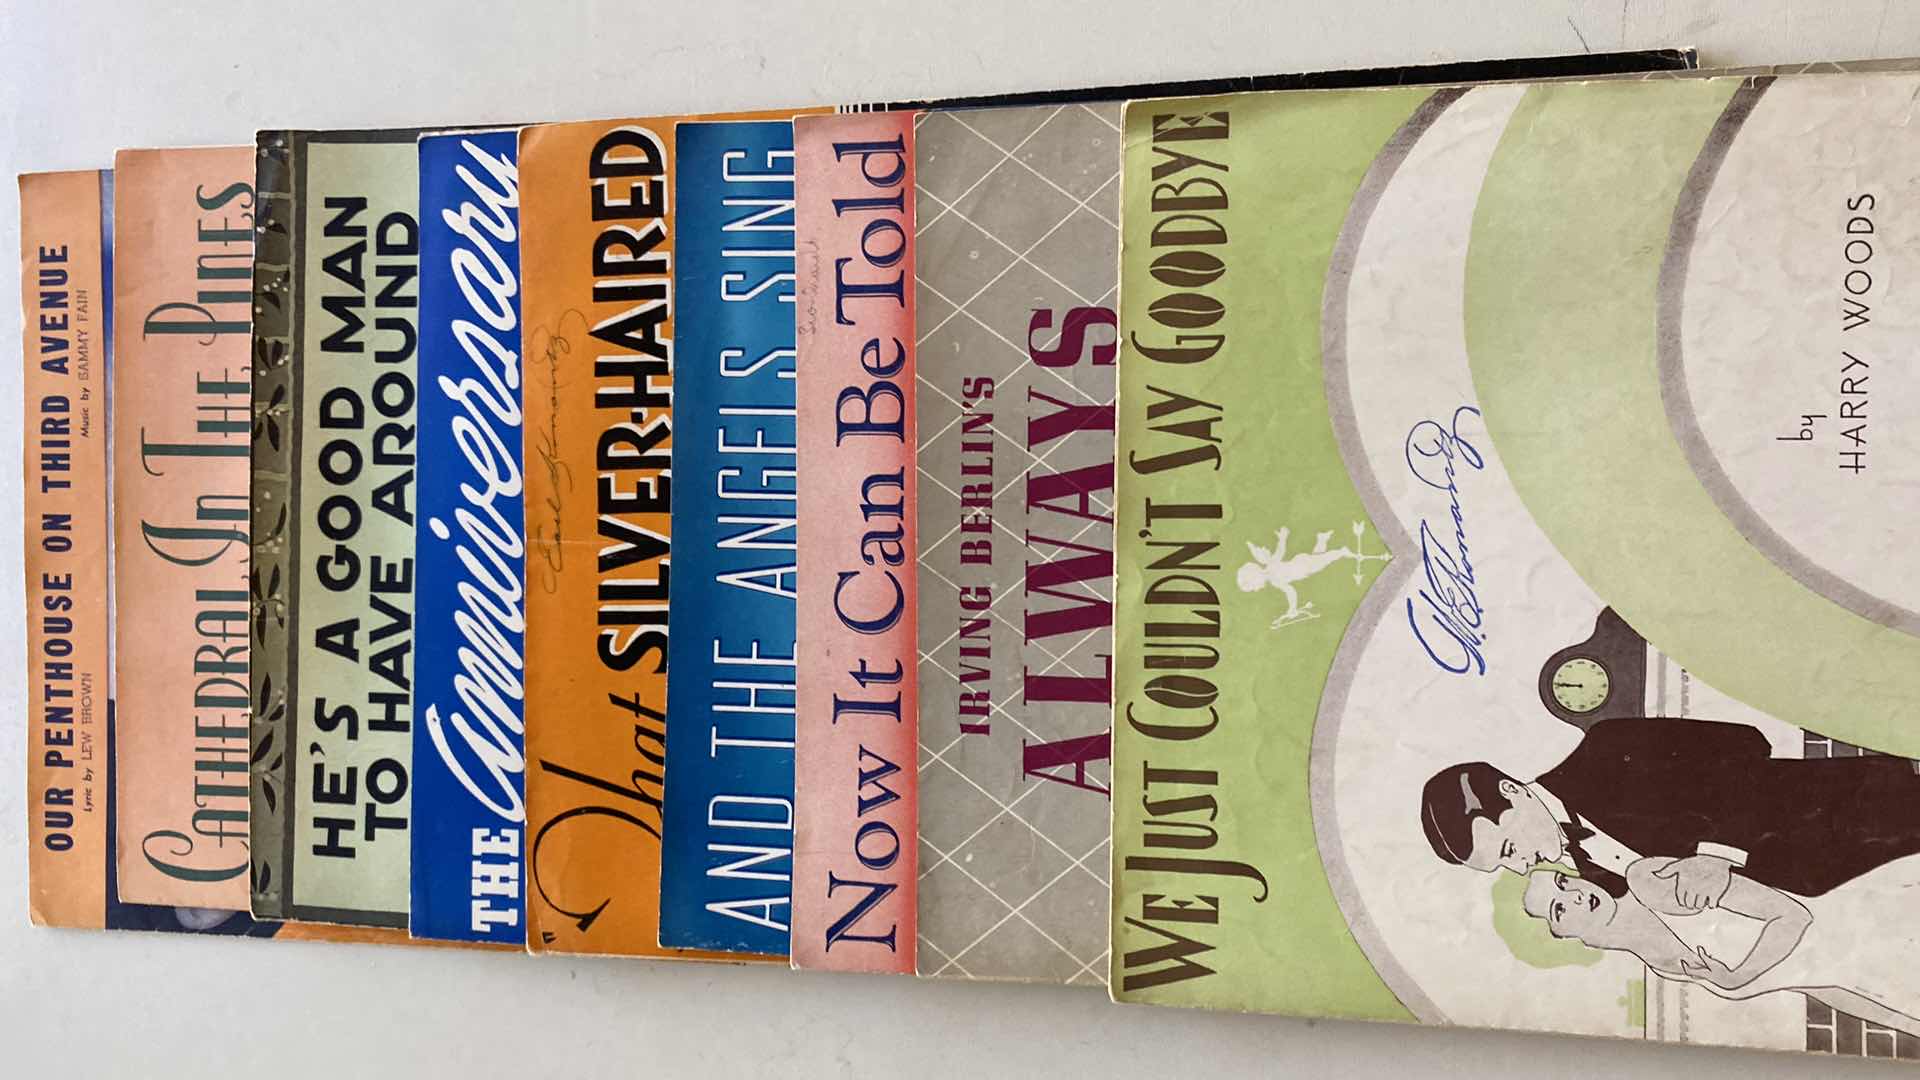 OUR PENTHOUSE ON THIRD AVENUE
Lyric by LEW BROWN
Music by SAMMY FAIN
CATHEDRAL IN THE PINES
HE'S A GOOD MAN
TO HAVE AROUND
THE Anniversary
"That SILVER-HAIRED
AND THE ANGELS SING
Now It Can Be Told
IRVING BERLIN'S
ALWAYS
WE JUST COULDN'T SAY GOODBYE
by
HARRY WOODS